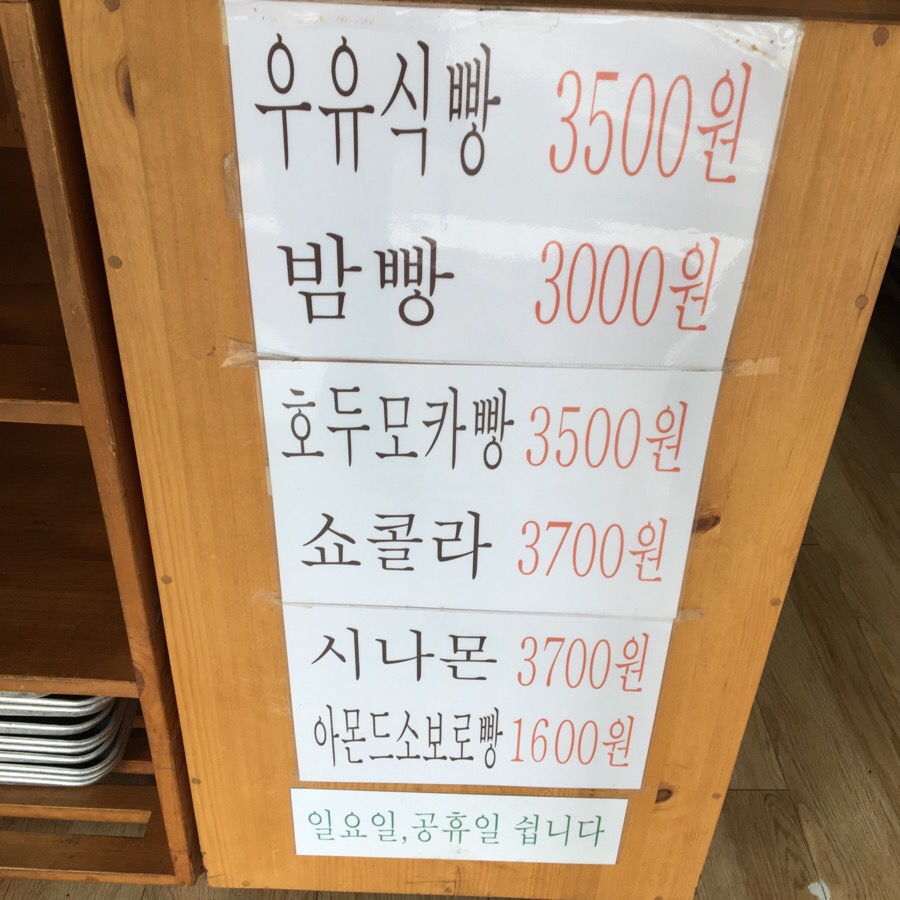 우유식빵 3500원
밤빵 3000원
호두모카빵 3500원
쇼콜라 3700원
시나몬 3700원
아몬드소보로빵 1600원
일요일,공휴일 쉽니다